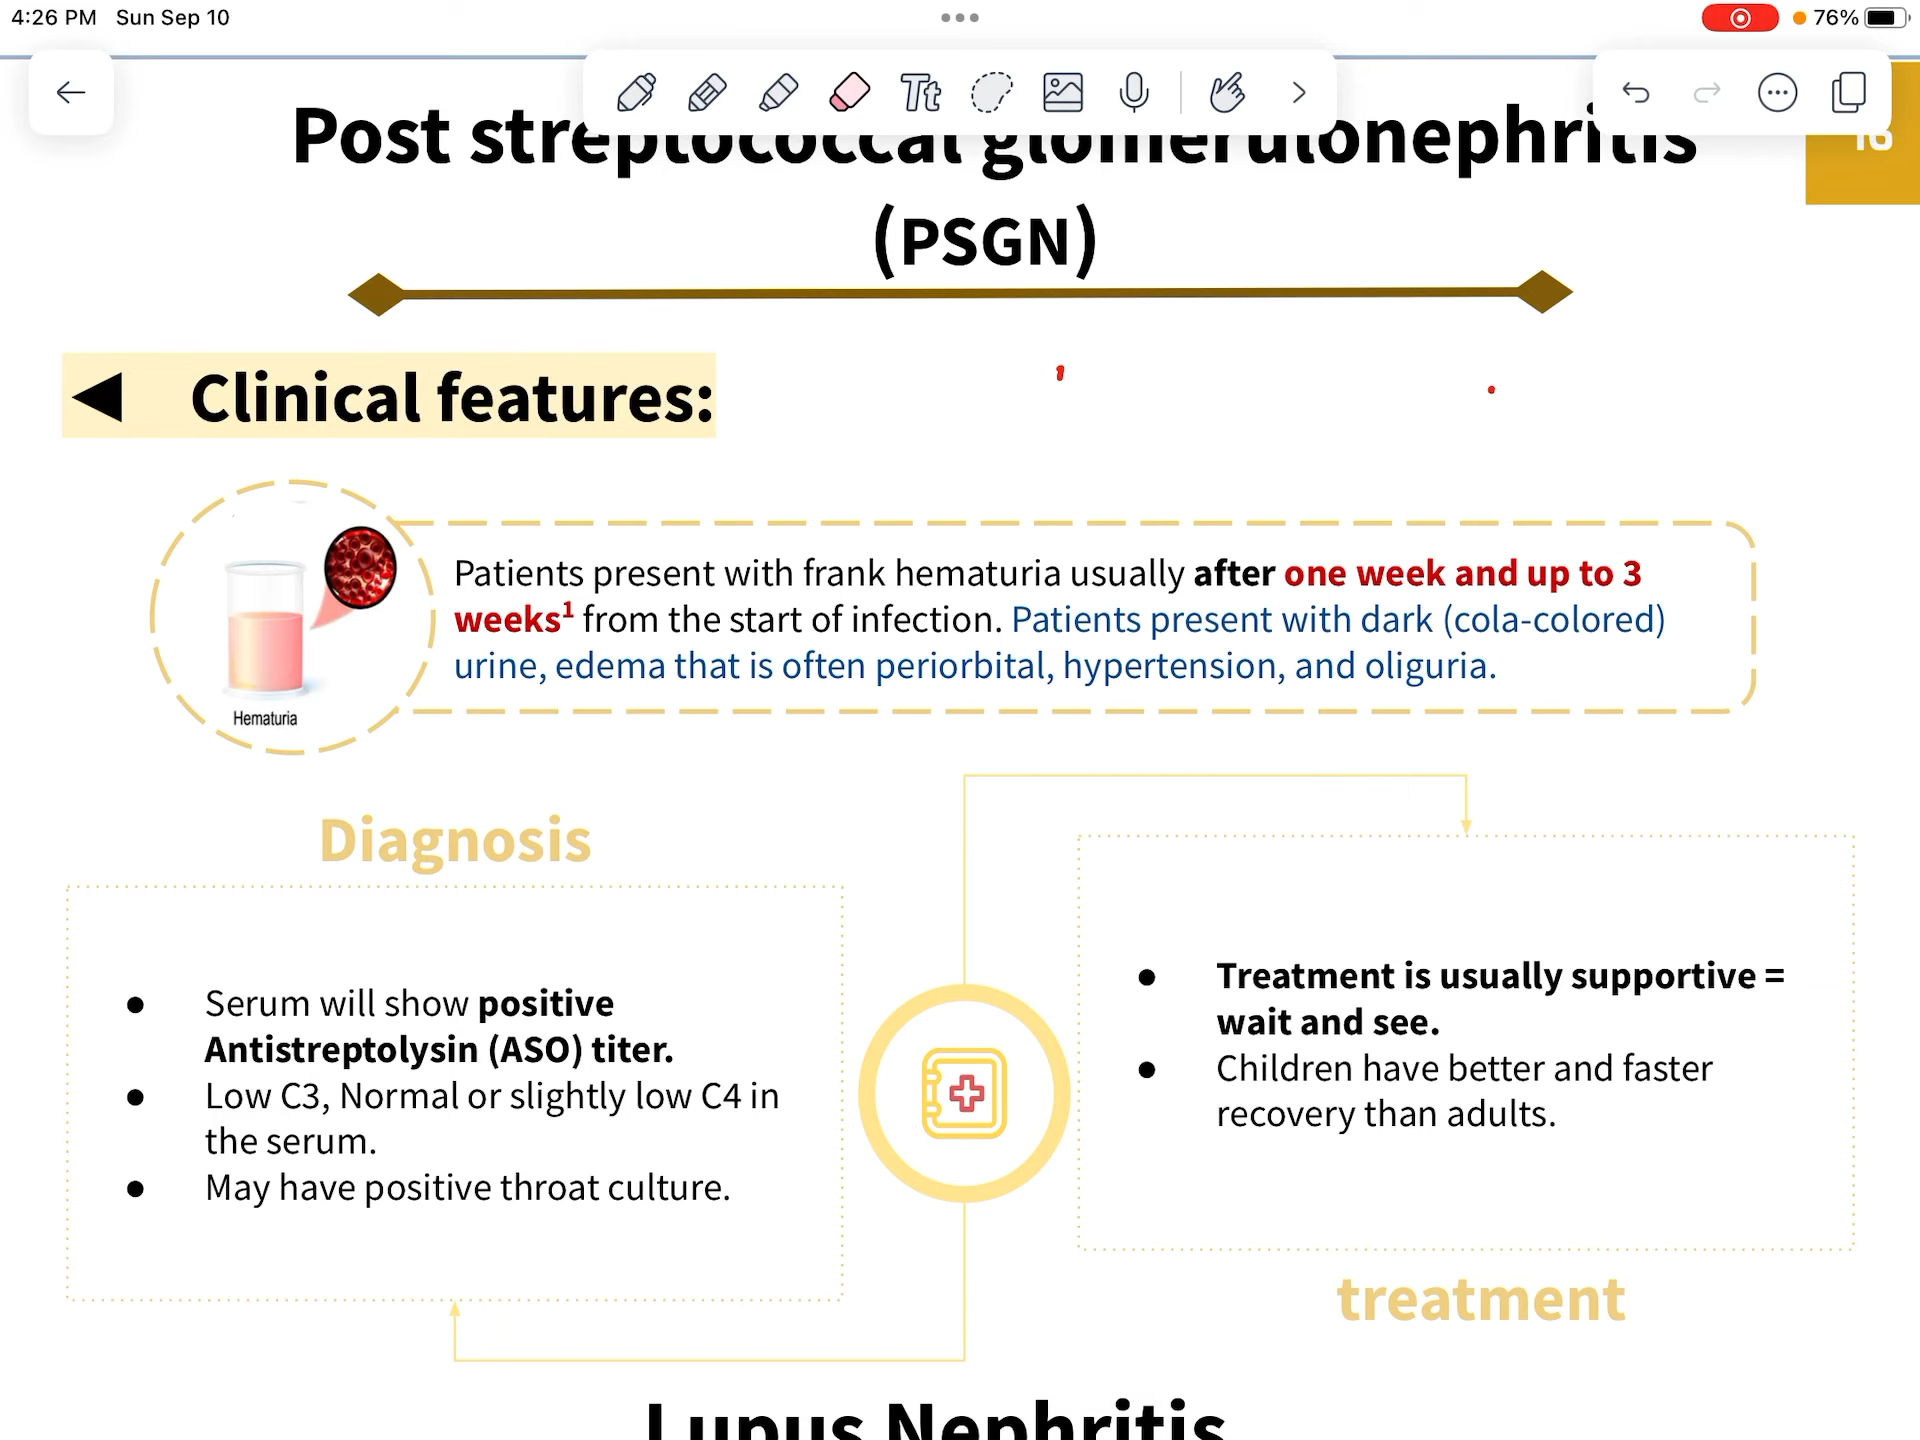 4:26 PM Sun Sep 10
76%
Tt
Post streptococcal glomerulonephritis
(PSGN)
Clinical features:
Patients present with frank hematuria usually after one week and up to 3
weeks¹ from the start of infection. Patients present with dark (cola-colored)
urine, edema that is often periorbital, hypertension, and oliguria.
Hematuria
Diagnosis
● Serum will show positive
Antistreptolysin (ASO) titer.
● Low C3, Normal or slightly low C4 in
the serum.
● May have positive throat culture.
● Treatment is usually supportive =
wait and see.
● Children have better and faster
recovery than adults.
treatment
Lupus Nephritis